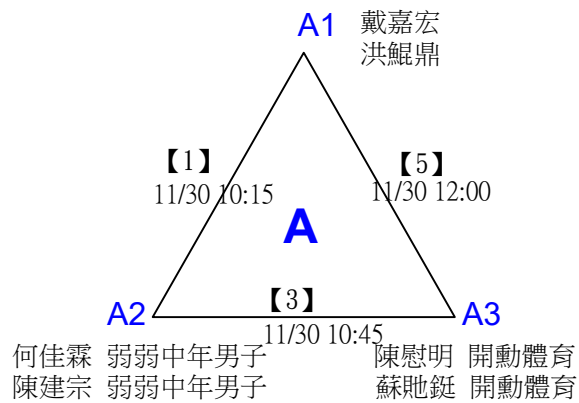 A1 戴嘉宏
洪鯤鼎
【1】
11/30 10:15
【5】
11/30 12:00
A
A2
【3】
11/30 10:45
A3
何佳霖 弱弱中年男子
陳建宗 弱弱中年男子
陳慰明 開動體育
蘇貤鋌 開動體育